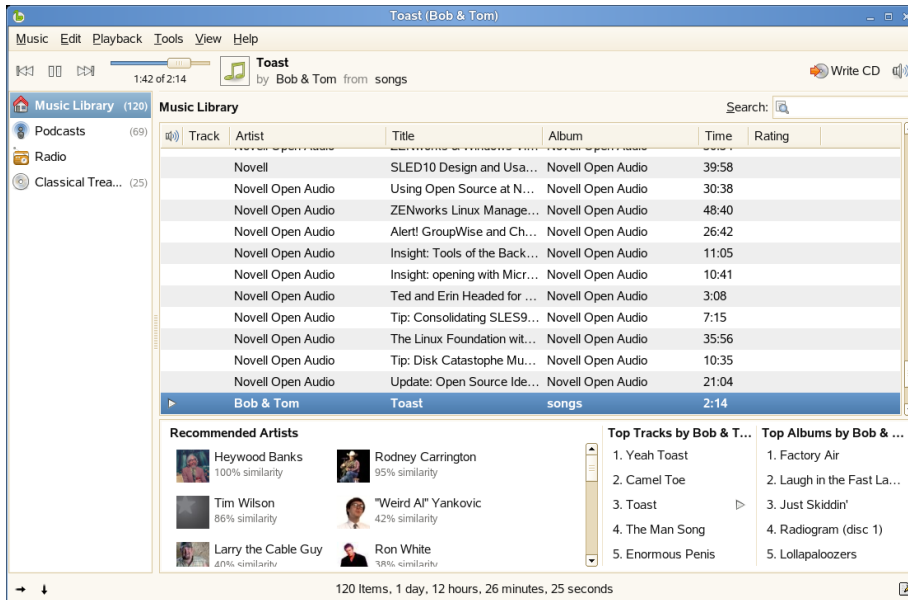 Toast (Bob & Tom)
Music Edit Playback Tools View Help
Toast
1:42 of 2:14 by Bob & Tom from songs
Write CD
Music Library (120)
Podcasts (69)
Radio
Classical Trea... (25)
Music Library Search:
Track Artist Title Album Time Rating
Novell SLED10 Design and Usa... Novell Open Audio 39:58
Novell Open Audio Using Open Source at N... Novell Open Audio 30:38
Novell Open Audio ZENworks Linux Manage... Novell Open Audio 48:40
Novell Open Audio Alert! GroupWise and Ch... Novell Open Audio 26:42
Novell Open Audio Insight: Tools of the Back... Novell Open Audio 11:05
Novell Open Audio Insight: opening with Micr... Novell Open Audio 10:41
Novell Open Audio Ted and Erin Headed for ... Novell Open Audio 3:08
Novell Open Audio Tip: Consolidating SLES9... Novell Open Audio 7:15
Novell Open Audio The Linux Foundation wit... Novell Open Audio 35:56
Novell Open Audio Tip: Disk Catastophe Mu... Novell Open Audio 10:35
Novell Open Audio Update: Open Source Ide... Novell Open Audio 21:04
Bob & Tom Toast songs 2:14
Recommended Artists
Heywood Banks
100% similarity
Rodney Carrington
95% similarity
Tim Wilson
86% similarity
"Weird Al" Yankovic
42% similarity
Larry the Cable Guy
40% similarity
Ron White
38% similarity
Top Tracks by Bob & T...
1. Yeah Toast
2. Camel Toe
3. Toast
4. The Man Song
5. Enormous Penis
Top Albums by Bob & ...
1. Factory Air
2. Laugh in the Fast La...
3. Just Skiddin'
4. Radiogram (disc 1)
5. Lollapaloozers
120 Items, 1 day, 12 hours, 26 minutes, 25 seconds